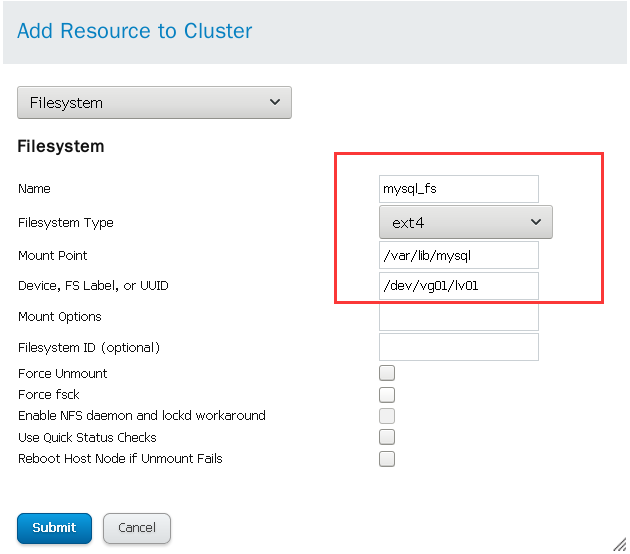 Add Resource to Cluster
Filesystem
Filesystem
Name mysql_fs
Filesystem Type ext4
Mount Point /var/lib/mysql
Device, FS Label, or UUID /dev/vg01/lv01
Mount Options
Filesystem ID (optional)
Force Unmount
Force fsck
Enable NFS daemon and lockd workaround
Use Quick Status Checks
Reboot Host Node if Unmount Fails
Submit Cancel